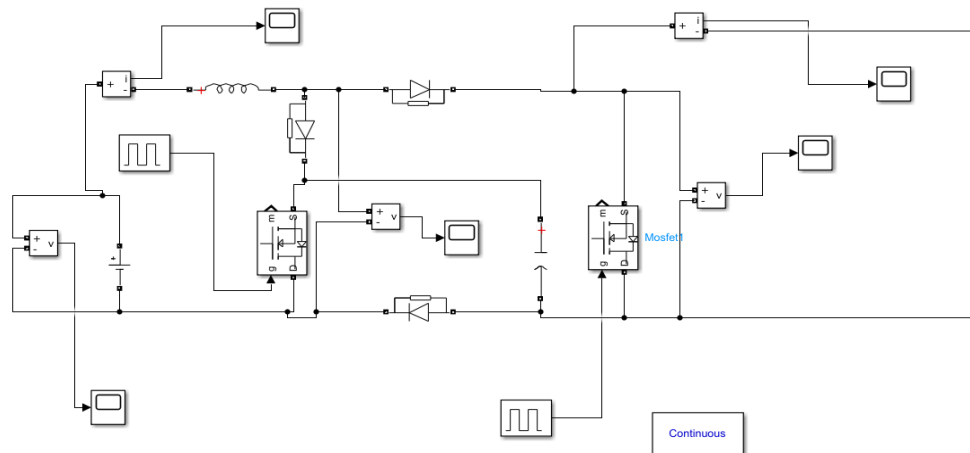 i
+
-
i
+
-
m
S
g
D
+
-
v
+
-
v
m
S
g
D
Mosfet1
+
-
v
+
+
Continuous